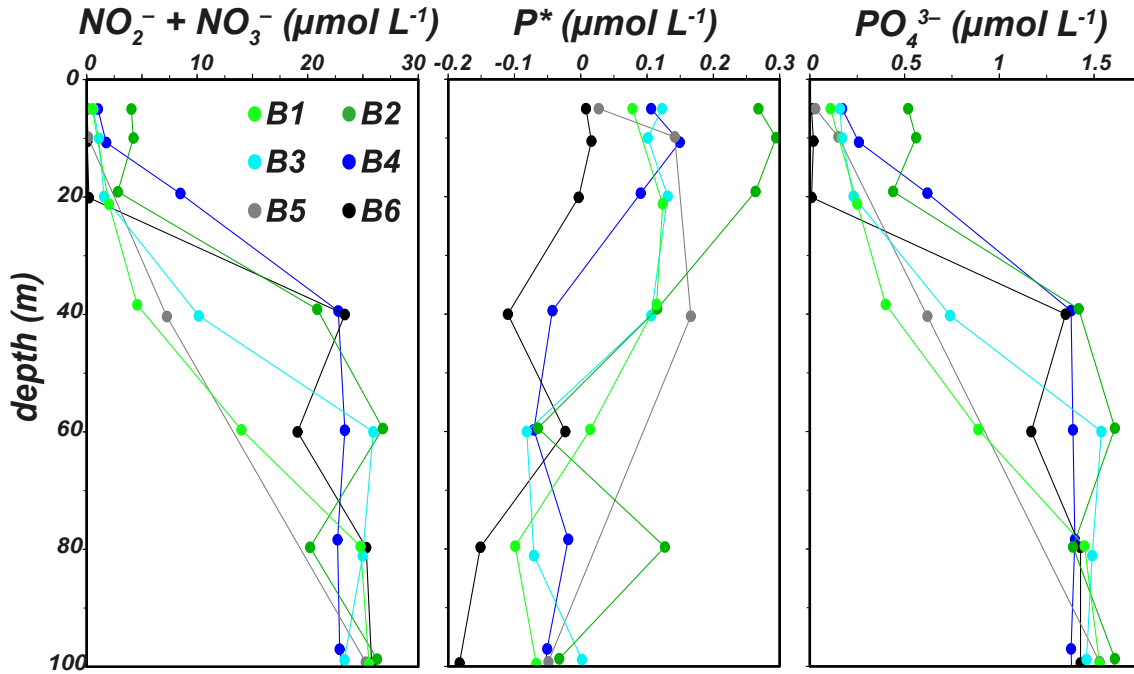 NO₂⁻ + NO₃⁻ (µmol L⁻¹) P* (µmol L⁻¹) PO₄³⁻ (µmol L⁻¹)
0 10 20 30 -0.2 -0.1 0 0.1 0.2 0.3 0 0.5 1 1.5
0
B1 B2
B3 B4
20
B5 B6
40
depth (m)
60
80
100